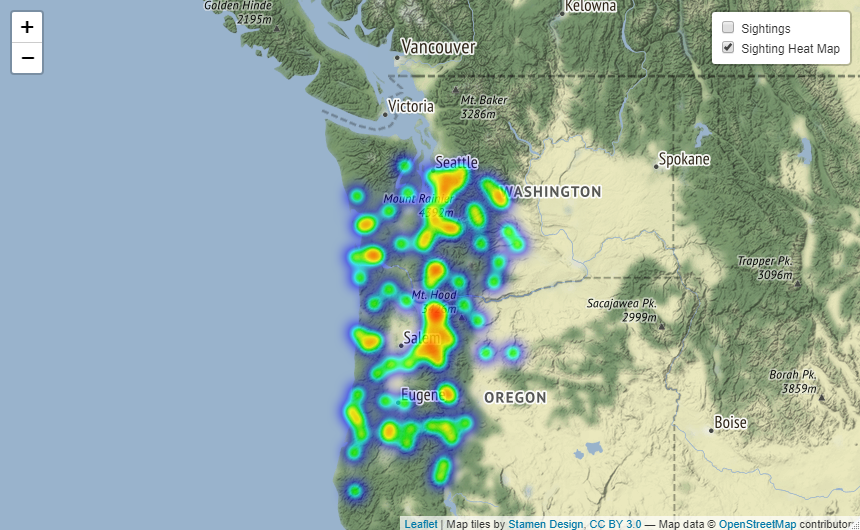 Golden Hinde
2195m
Kelowna
+
−
Sightings
Sighting Heat Map
Vancouver
Mt. Baker
3286m
Victoria
Seattle
Spokane
WASHINGTON
Mount Rainier
4392m
Trapper Pk.
3096m
Mt. Hood
Sacajawea Pk.
2999m
Salem
Borah Pk.
3859m
Eugene
OREGON
Boise
Leaflet | Map tiles by Stamen Design, CC BY 3.0 — Map data © OpenStreetMap contributor